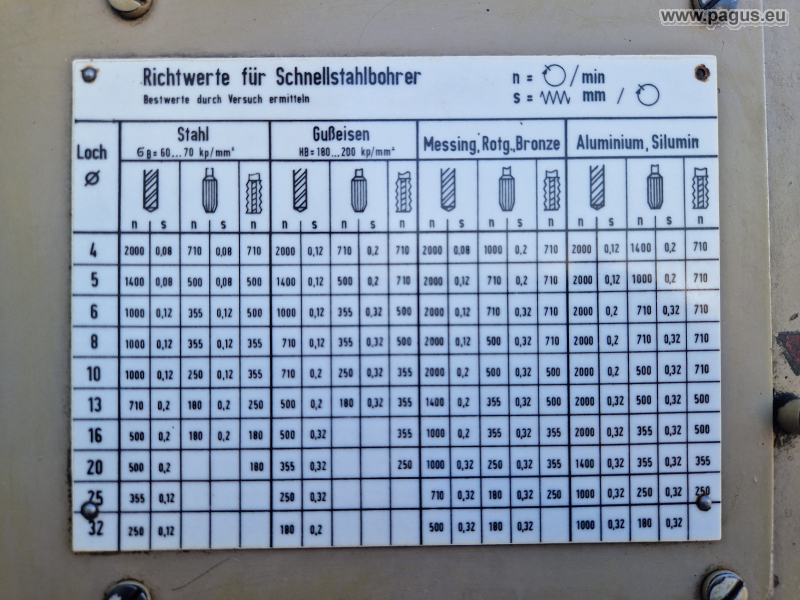 www.pagus.eu
Richtwerte für Schnellstahlbohrer
n = /min
Bestwerte durch Versuch ermitteln
s = mm /
Loch ⌀
Stahl Gußeisen Messing, Rotg., Bronze Aluminium, Silumin
σB = 60...70 kp/mm² HB = 180...200 kp/mm²
n s n s n n s n s n n s n s n n s n s n
4 2000 0,08 710 0,08 710 2000 0,12 710 0,2 710 2000 0,08 1000 0,2 710 2000 0,12 1400 0,2 710
5 1400 0,08 500 0,08 500 1400 0,12 500 0,2 710 2000 0,12 710 0,2 710 2000 0,12 1000 0,2 710
6 1000 0,12 355 0,12 500 1000 0,12 355 0,32 500 2000 0,12 710 0,32 710 2000 0,2 710 0,32 710
8 1000 0,12 355 0,12 355 710 0,12 355 0,32 500 2000 0,12 500 0,32 710 2000 0,2 710 0,32 710
10 1000 0,12 250 0,12 355 710 0,2 250 0,32 355 2000 0,2 500 0,32 500 2000 0,2 500 0,32 710
13 710 0,2 180 0,2 250 500 0,2 180 0,32 355 1400 0,2 355 0,32 500 2000 0,32 500 0,32 500
16 500 0,2 180 0,2 180 500 0,32 355 1000 0,2 355 0,32 355 2000 0,32 355 0,32 500
20 500 0,2 180 355 0,32 250 1000 0,32 250 0,32 355 1400 0,32 355 0,32 355
25 355 0,12 250 0,32 710 0,32 180 0,32 250 1000 0,32 250 0,32 250
32 250 0,12 180 0,2 500 0,32 180 0,32 1000 0,32 180 0,32